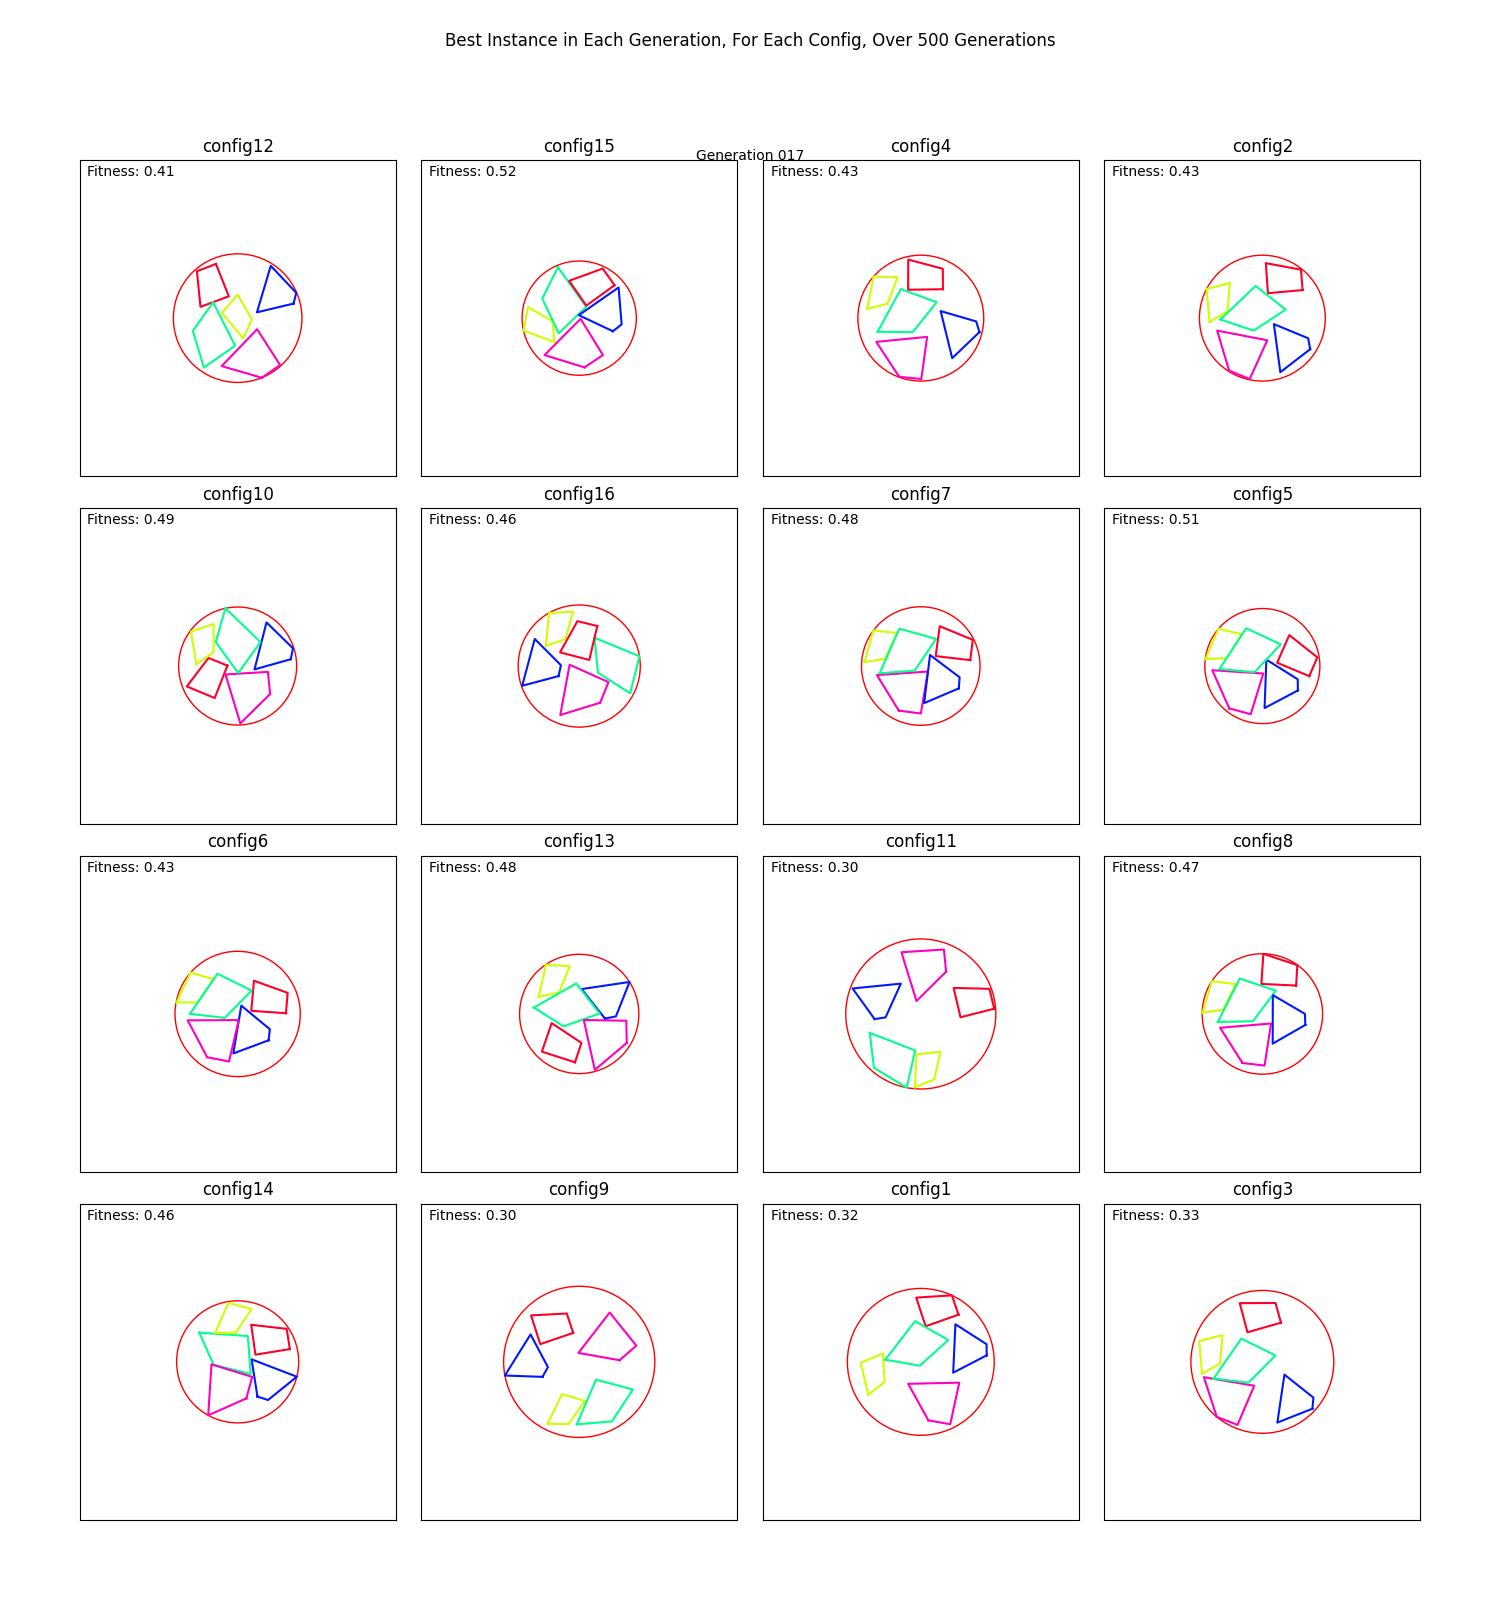 Best Instance in Each Generation, For Each Config, Over 500 Generations
Generation 017
config12
Fitness: 0.41
config15
Fitness: 0.52
config4
Fitness: 0.43
config2
Fitness: 0.43
config10
Fitness: 0.49
config16
Fitness: 0.46
config7
Fitness: 0.48
config5
Fitness: 0.51
config6
Fitness: 0.43
config13
Fitness: 0.48
config11
Fitness: 0.30
config8
Fitness: 0.47
config14
Fitness: 0.46
config9
Fitness: 0.30
config1
Fitness: 0.32
config3
Fitness: 0.33